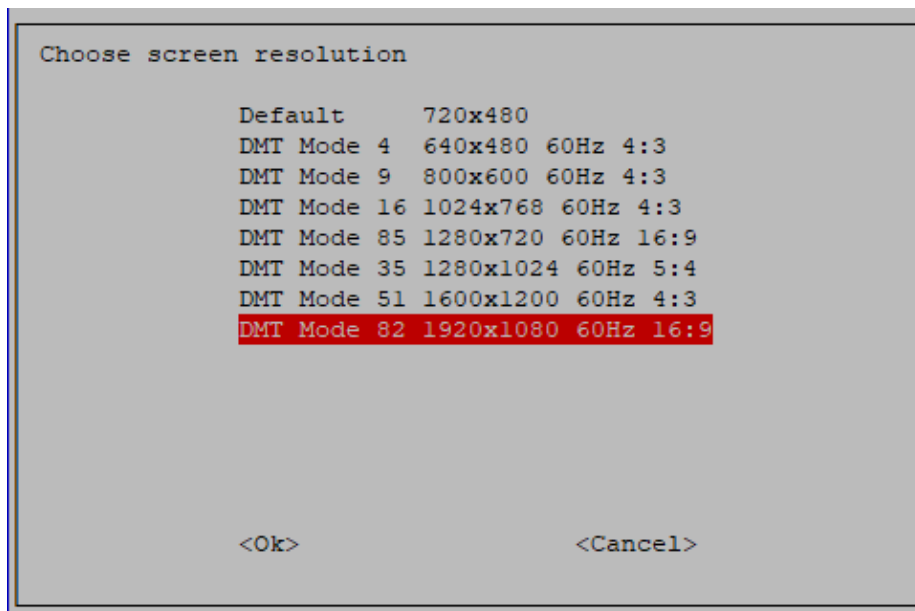 Choose screen resolution
Default 720x480
DMT Mode 4 640x480 60Hz 4:3
DMT Mode 9 800x600 60Hz 4:3
DMT Mode 16 1024x768 60Hz 4:3
DMT Mode 85 1280x720 60Hz 16:9
DMT Mode 35 1280x1024 60Hz 5:4
DMT Mode 51 1600x1200 60Hz 4:3
DMT Mode 82 1920x1080 60Hz 16:9
<Ok> <Cancel>